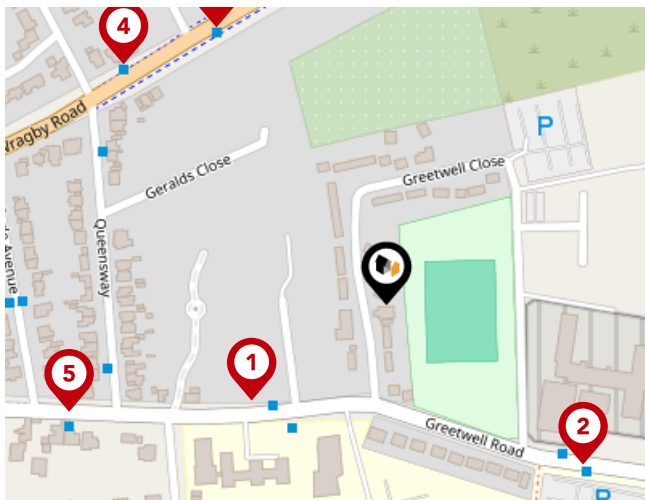 4
Wragby Road
P
Geralds Close
Greetwell Close
Queensway
Avenue
1
5
2
Greetwell Road
P